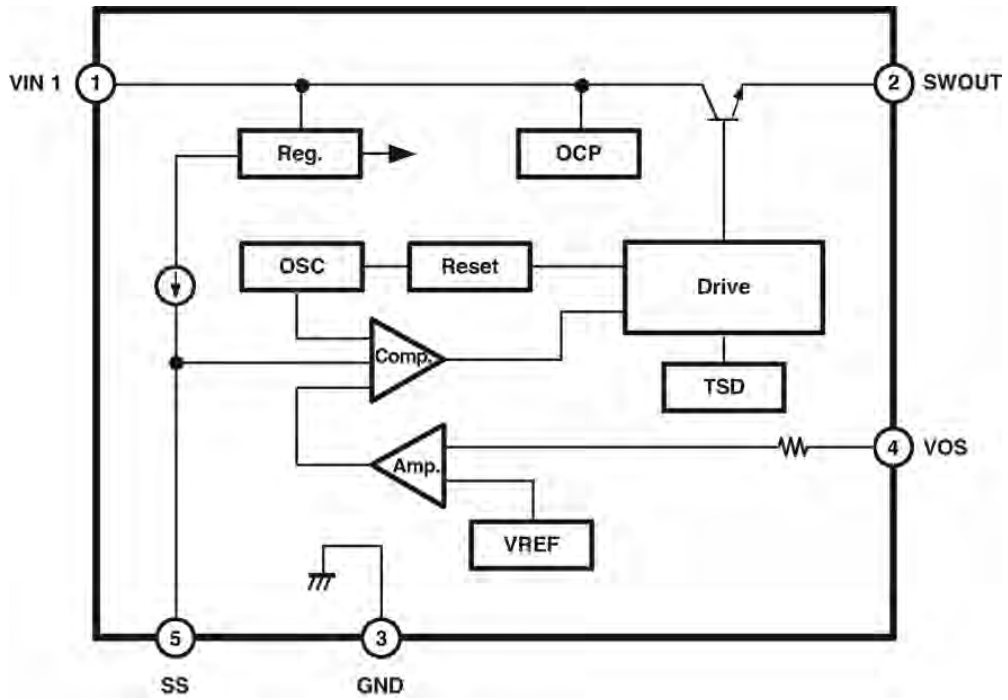 VIN 1 1 2 SWOUT
Reg. OCP
OSC Reset Drive
Comp.
TSD
4 VOS
Amp.
VREF
5 3
SS GND